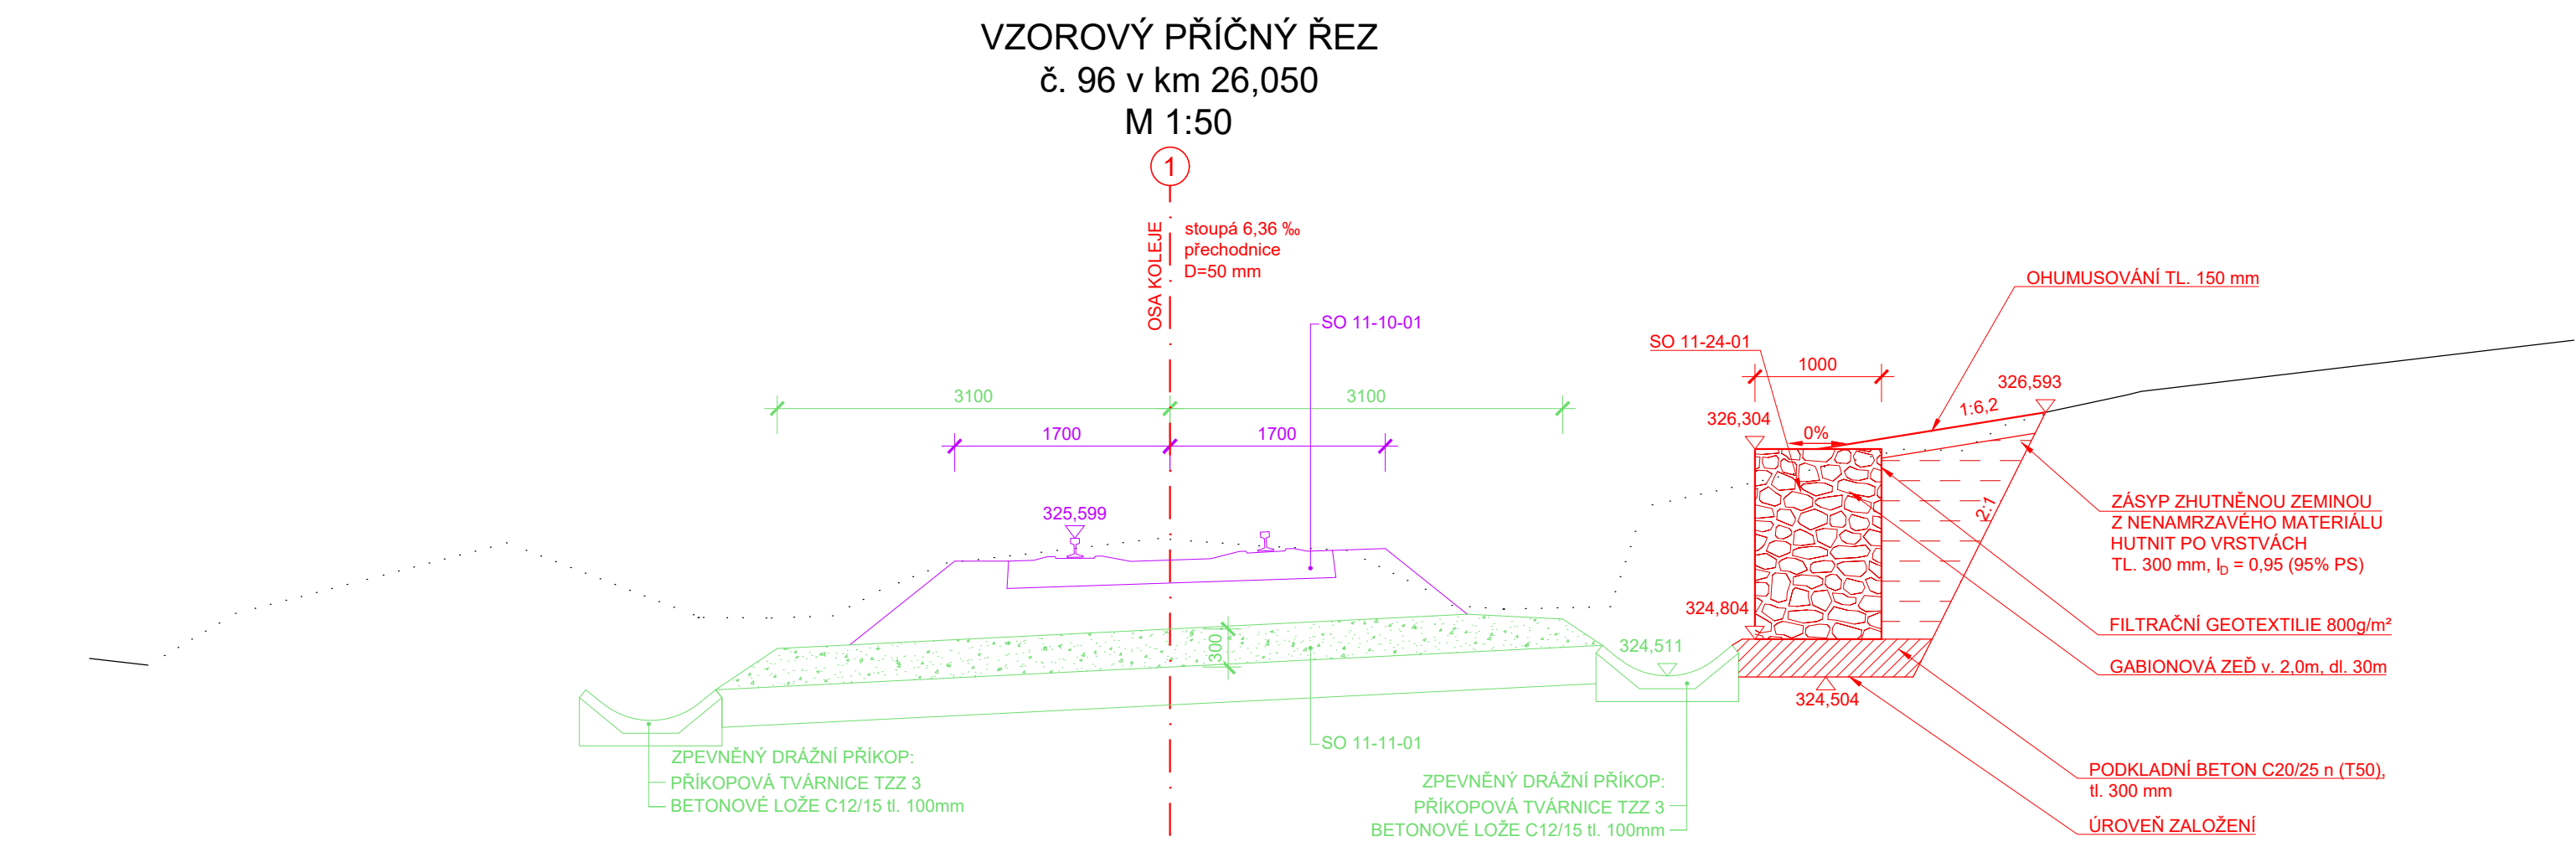 VZOROVÝ PŘÍČNÝ ŘEZ
č. 96 v km 26,050
M 1:50
1
OSA KOLEJE
stoupá 6,36 ‰
přechodnice
D=50 mm
OHUMUSOVÁNÍ TL. 150 mm
SO 11-10-01
SO 11-24-01
1000
326,593
3100
3100
1:6,2
326,304
1700
1700
0%
325,599
2:1
ZÁSYP ZHUTNĚNOU ZEMINOU
Z NENAMRZAVÉHO MATERIÁLU
HUTNIT PO VRSTVÁCH
TL. 300 mm, I_D = 0,95 (95% PS)
324,804
FILTRAČNÍ GEOTEXTILIE 800g/m²
300
324,511
GABIONOVÁ ZEĎ v. 2,0m, dl. 30m
324,504
SO 11-11-01
ZPEVNĚNÝ DRÁŽNÍ PŘÍKOP:
PŘÍKOPOVÁ TVÁRNICE TZZ 3
BETONOVÉ LOŽE C12/15 tl. 100mm
ZPEVNĚNÝ DRÁŽNÍ PŘÍKOP:
PŘÍKOPOVÁ TVÁRNICE TZZ 3
BETONOVÉ LOŽE C12/15 tl. 100mm
PODKLADNÍ BETON C20/25 n (T50),
tl. 300 mm
ÚROVEŇ ZALOŽENÍ